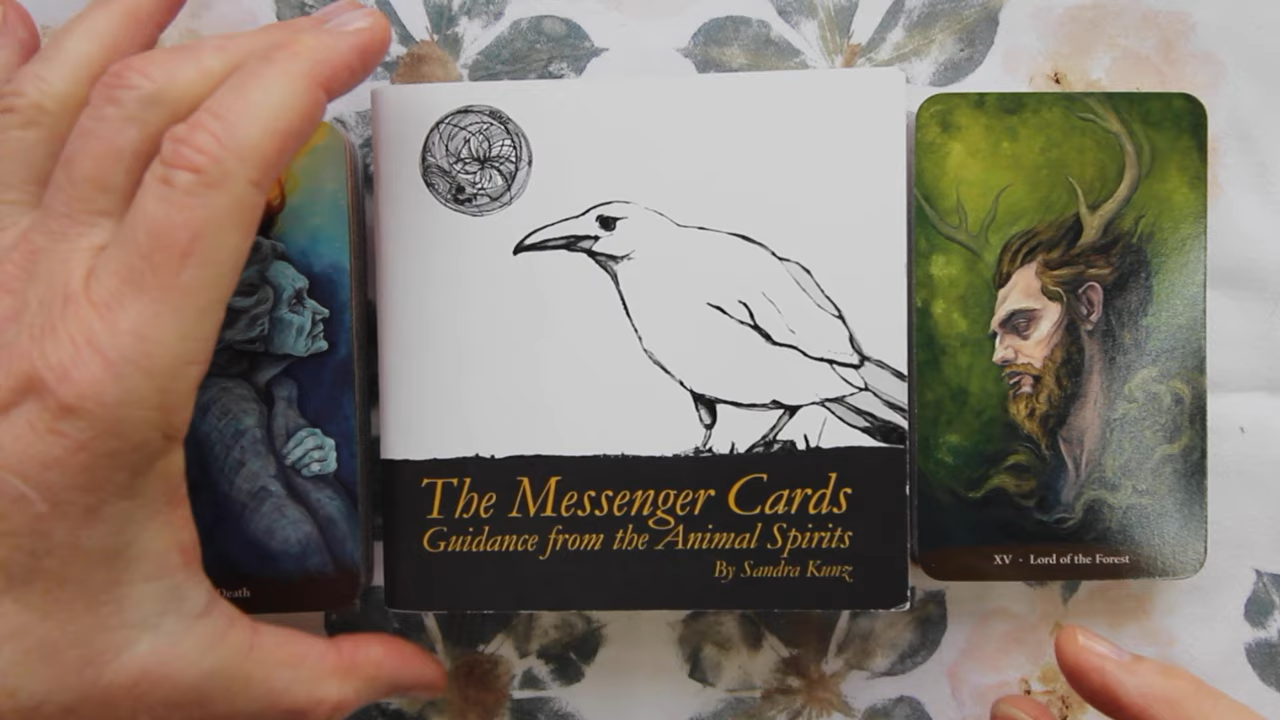 The Messenger Cards
Guidance from the Animal Spirits
By Sandra Kunz
Death
XV · Lord of the Forest